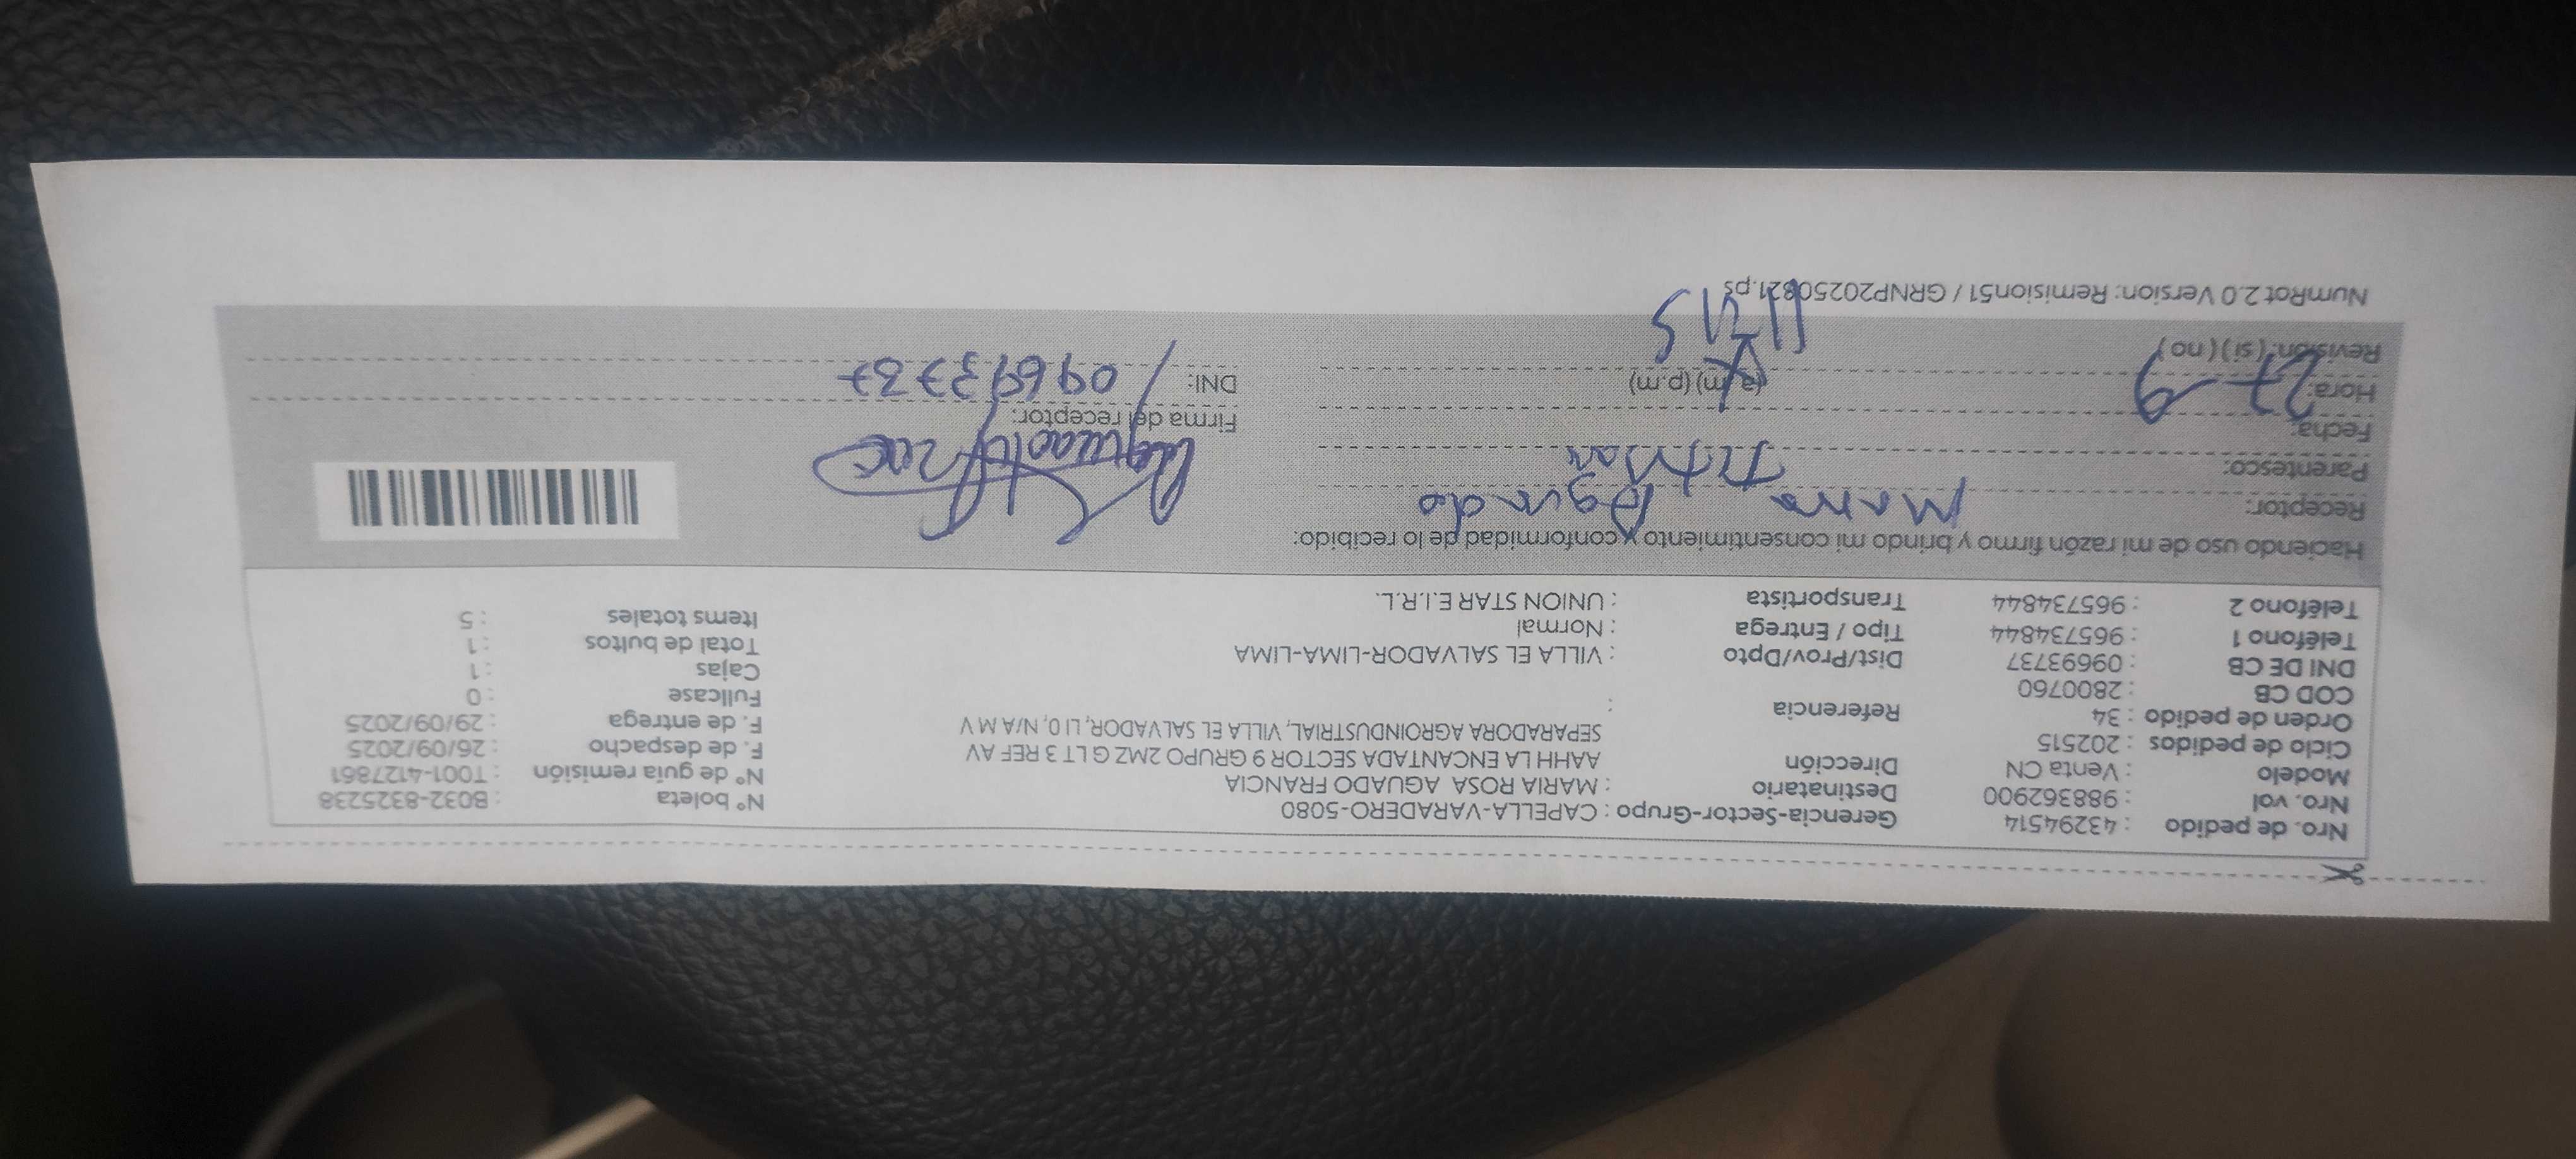 Nro. de pedido : 43294514 Gerencia-Sector-Grupo : CAPELLA-VARADERO-5080 N° boleta : B032-8325238
Nro. vol : 988362900 Destinatario : MARIA ROSA AGUADO FRANCIA N° de guía remisión : T001-4127861
Modelo : Venta CN Dirección AAHH LA ENCANTADA SECTOR 9 GRUPO 2MZ G LT 3 REF AV F. de despacho : 26/09/2025
Ciclo de pedidos : 202515 SEPARADORA AGROINDUSTRIAL, VILLA EL SALVADOR, LI 0, N/A M V F. de entrega : 29/09/2025
Orden de pedido : 34 Referencia : Fullcase : 0
COD CB : 2800760 Cajas : 1
DNI DE CB : 09693737 Dist/Prov/Dpto : VILLA EL SALVADOR-LIMA-LIMA Total de bultos : 1
Teléfono 1 : 965734844 Tipo / Entrega : Normal Items totales : 5
Teléfono 2 : 965734844 Transportista : UNION STAR E.I.R.L.
Haciendo uso de mi razón firmo y brindo mi consentimiento y conformidad de lo recibido:
Receptor: Maria Aguado
Parentesco: Titular
Fecha: 27-9 Firma del receptor:
Hora: (a.m) (p.m) DNI: 09693737
Revisión: (si) (no)
NumRot 2.0 Version: Remision51 / GRNP20250821.ps